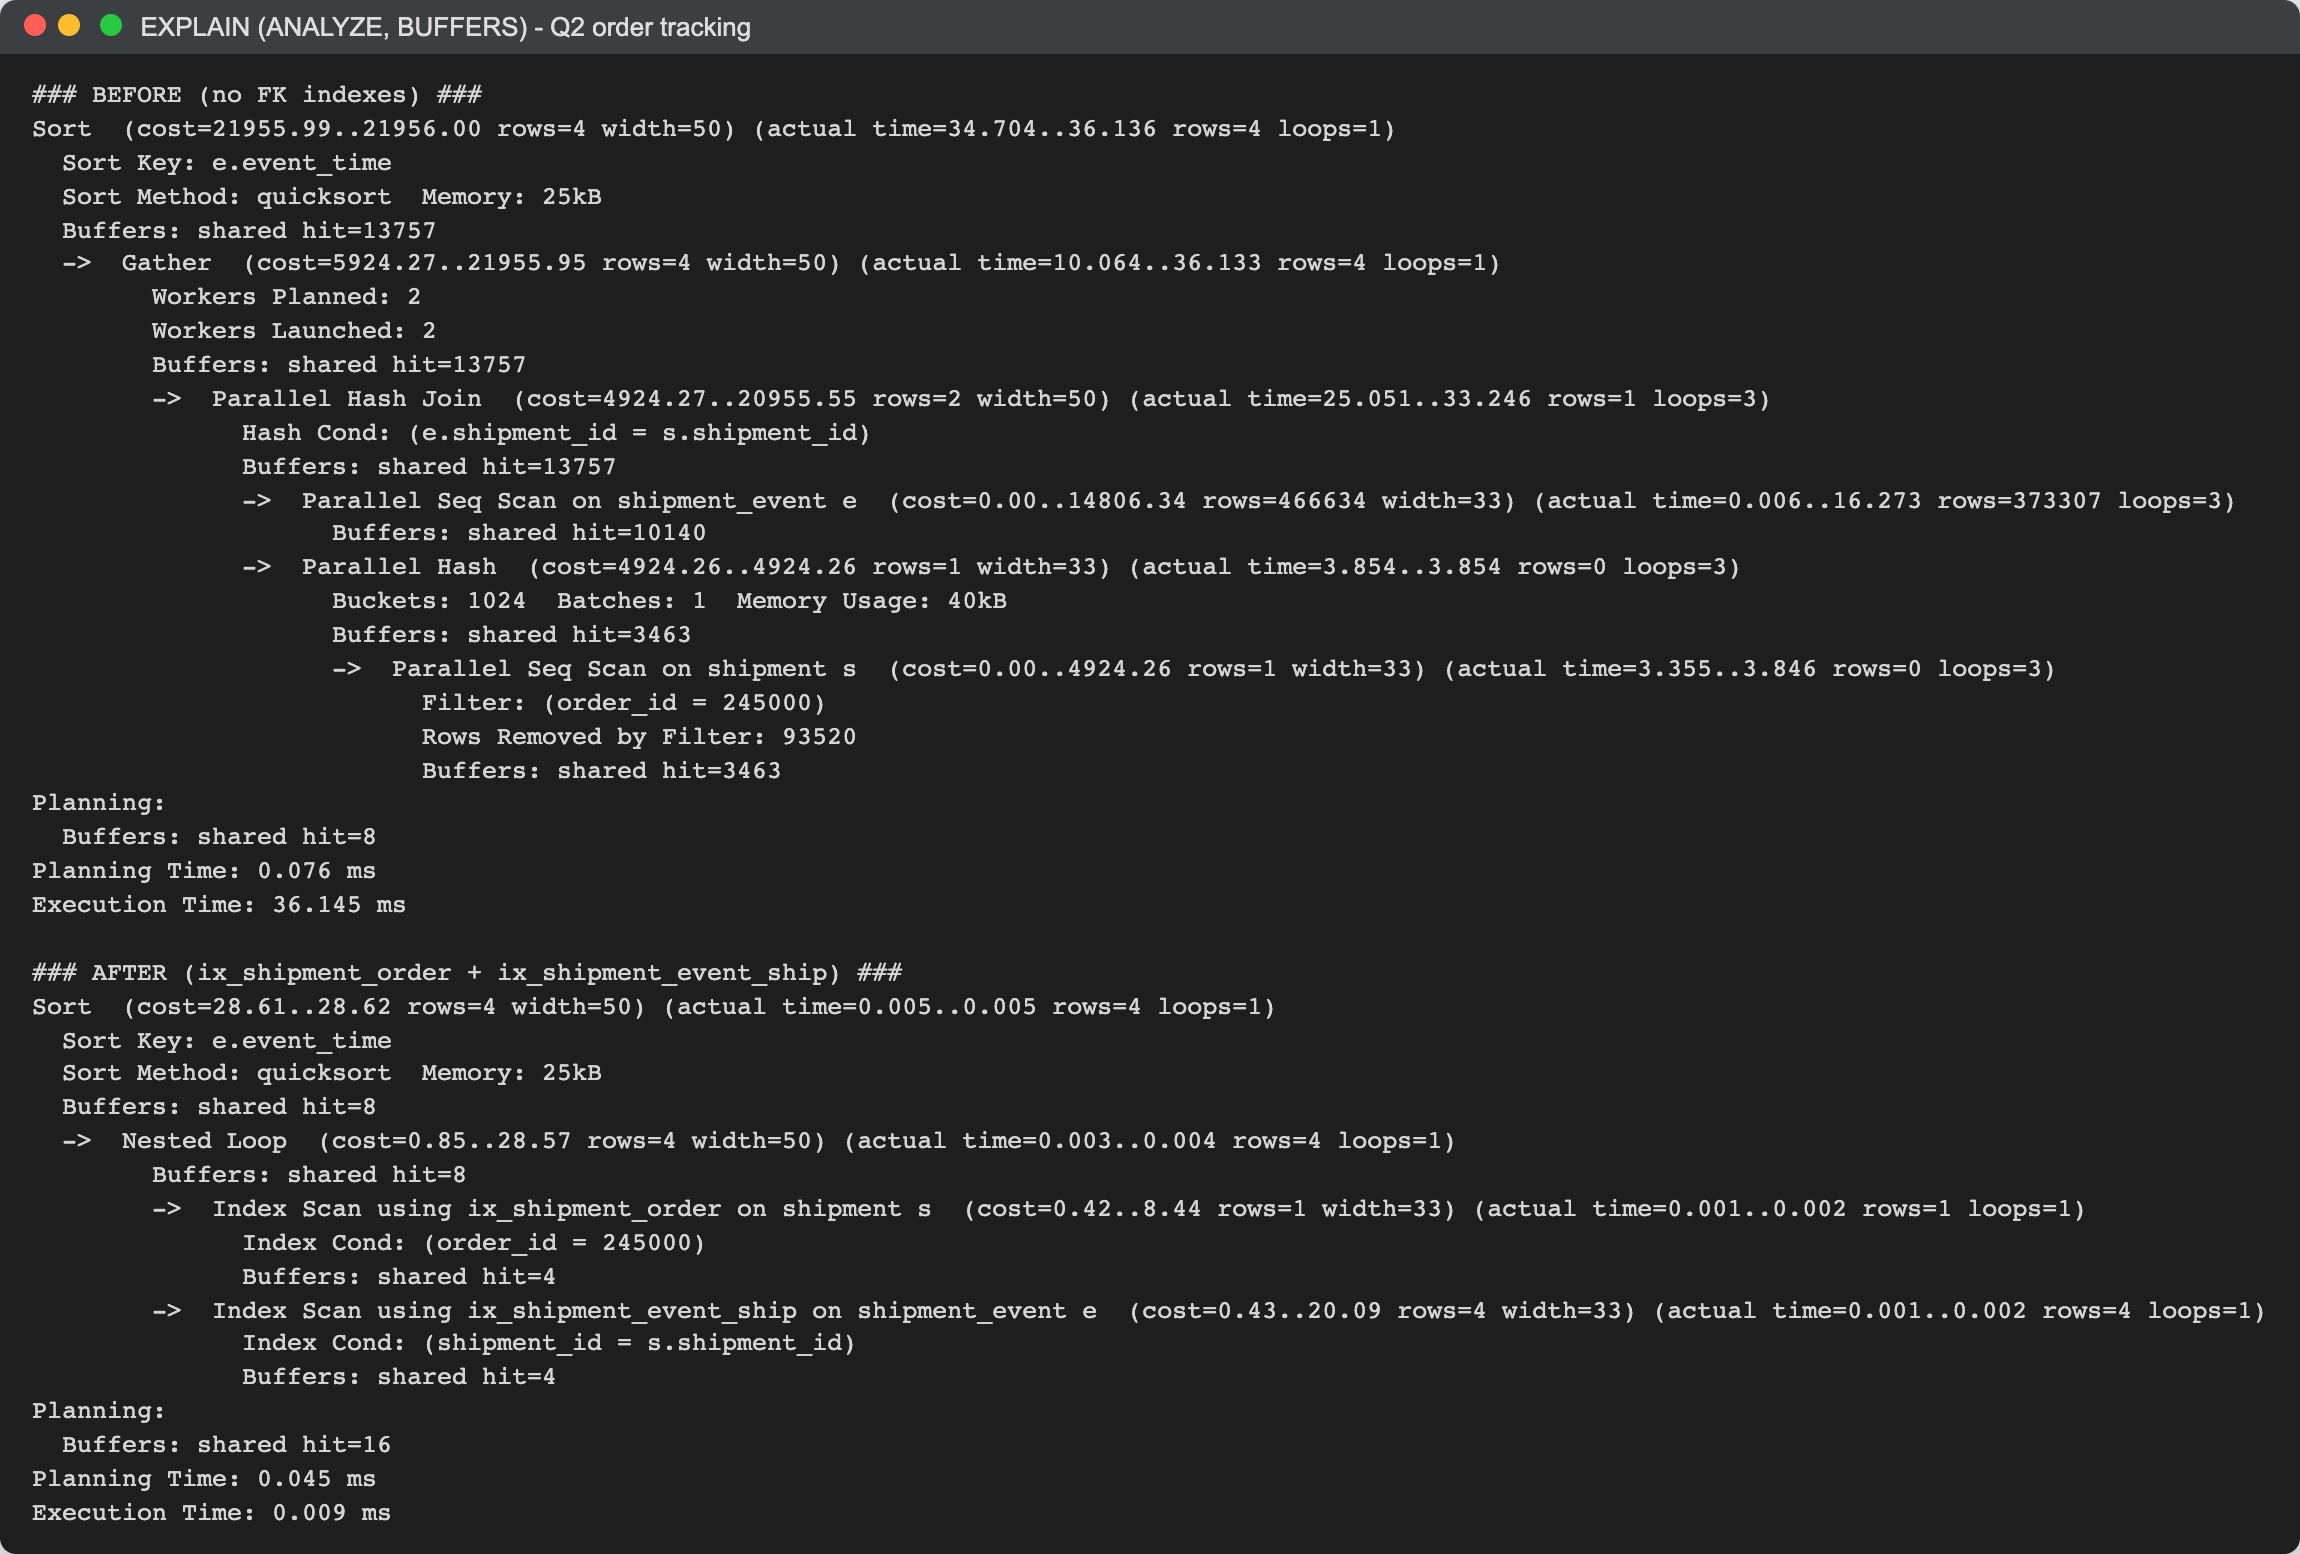 EXPLAIN (ANALYZE, BUFFERS) - Q2 order tracking
### BEFORE (no FK indexes) ###
Sort  (cost=21955.99..21956.00 rows=4 width=50) (actual time=34.704..36.136 rows=4 loops=1)
  Sort Key: e.event_time
  Sort Method: quicksort  Memory: 25kB
  Buffers: shared hit=13757
  ->  Gather  (cost=5924.27..21955.95 rows=4 width=50) (actual time=10.064..36.133 rows=4 loops=1)
        Workers Planned: 2
        Workers Launched: 2
        Buffers: shared hit=13757
        ->  Parallel Hash Join  (cost=4924.27..20955.55 rows=2 width=50) (actual time=25.051..33.246 rows=1 loops=3)
              Hash Cond: (e.shipment_id = s.shipment_id)
              Buffers: shared hit=13757
              ->  Parallel Seq Scan on shipment_event e  (cost=0.00..14806.34 rows=466634 width=33) (actual time=0.006..16.273 rows=373307 loops=3)
                    Buffers: shared hit=10140
              ->  Parallel Hash  (cost=4924.26..4924.26 rows=1 width=33) (actual time=3.854..3.854 rows=0 loops=3)
                    Buckets: 1024  Batches: 1  Memory Usage: 40kB
                    Buffers: shared hit=3463
                    ->  Parallel Seq Scan on shipment s  (cost=0.00..4924.26 rows=1 width=33) (actual time=3.355..3.846 rows=0 loops=3)
                          Filter: (order_id = 245000)
                          Rows Removed by Filter: 93520
                          Buffers: shared hit=3463
Planning:
  Buffers: shared hit=8
Planning Time: 0.076 ms
Execution Time: 36.145 ms
### AFTER (ix_shipment_order + ix_shipment_event_ship) ###
Sort  (cost=28.61..28.62 rows=4 width=50) (actual time=0.005..0.005 rows=4 loops=1)
  Sort Key: e.event_time
  Sort Method: quicksort  Memory: 25kB
  Buffers: shared hit=8
  ->  Nested Loop  (cost=0.85..28.57 rows=4 width=50) (actual time=0.003..0.004 rows=4 loops=1)
        Buffers: shared hit=8
        ->  Index Scan using ix_shipment_order on shipment s  (cost=0.42..8.44 rows=1 width=33) (actual time=0.001..0.002 rows=1 loops=1)
              Index Cond: (order_id = 245000)
              Buffers: shared hit=4
        ->  Index Scan using ix_shipment_event_ship on shipment_event e  (cost=0.43..20.09 rows=4 width=33) (actual time=0.001..0.002 rows=4 loops=1)
              Index Cond: (shipment_id = s.shipment_id)
              Buffers: shared hit=4
Planning:
  Buffers: shared hit=16
Planning Time: 0.045 ms
Execution Time: 0.009 ms